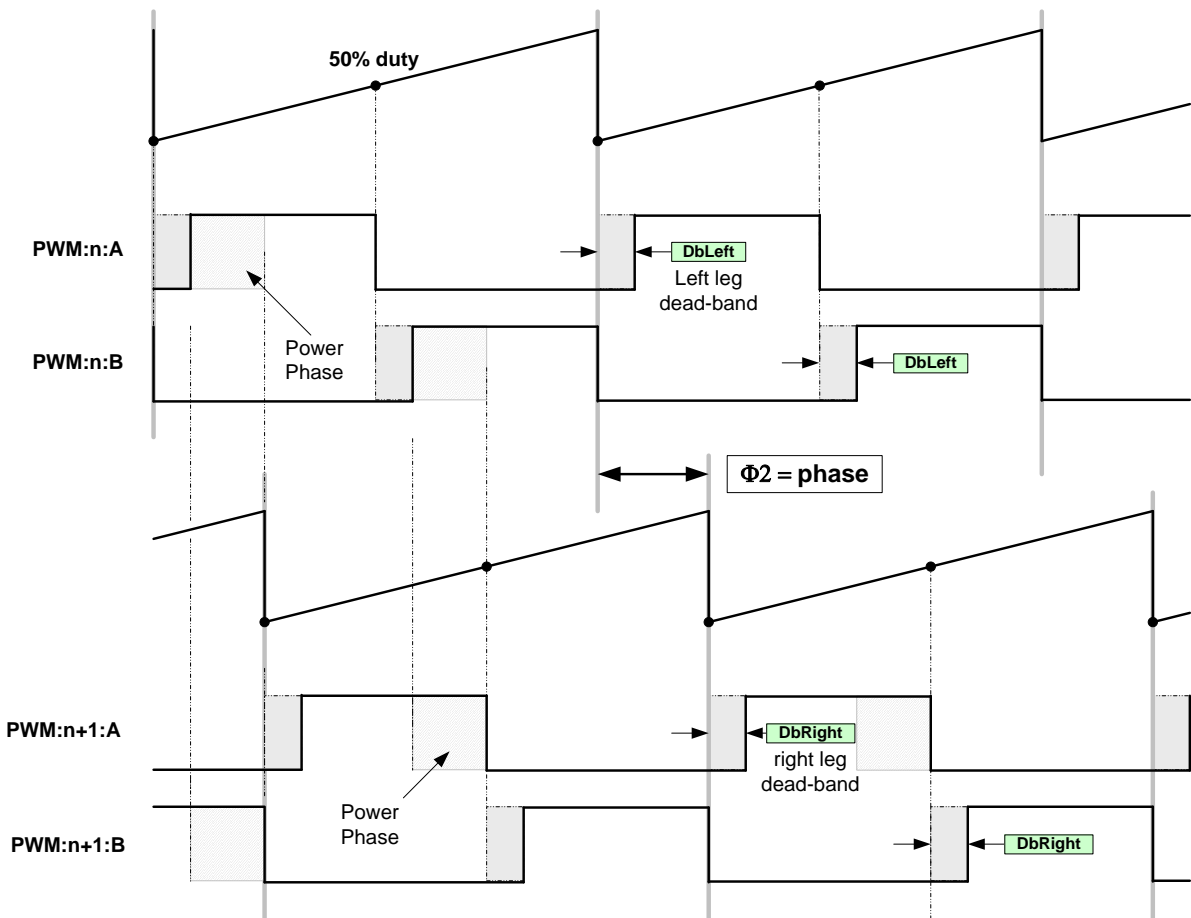 50% duty
PWM:n:A
DbLeft
Left leg
dead-band
Power
Phase
PWM:n:B
DbLeft
Φ2 = phase
PWM:n+1:A
DbRight
right leg
dead-band
Power
Phase
PWM:n+1:B
DbRight